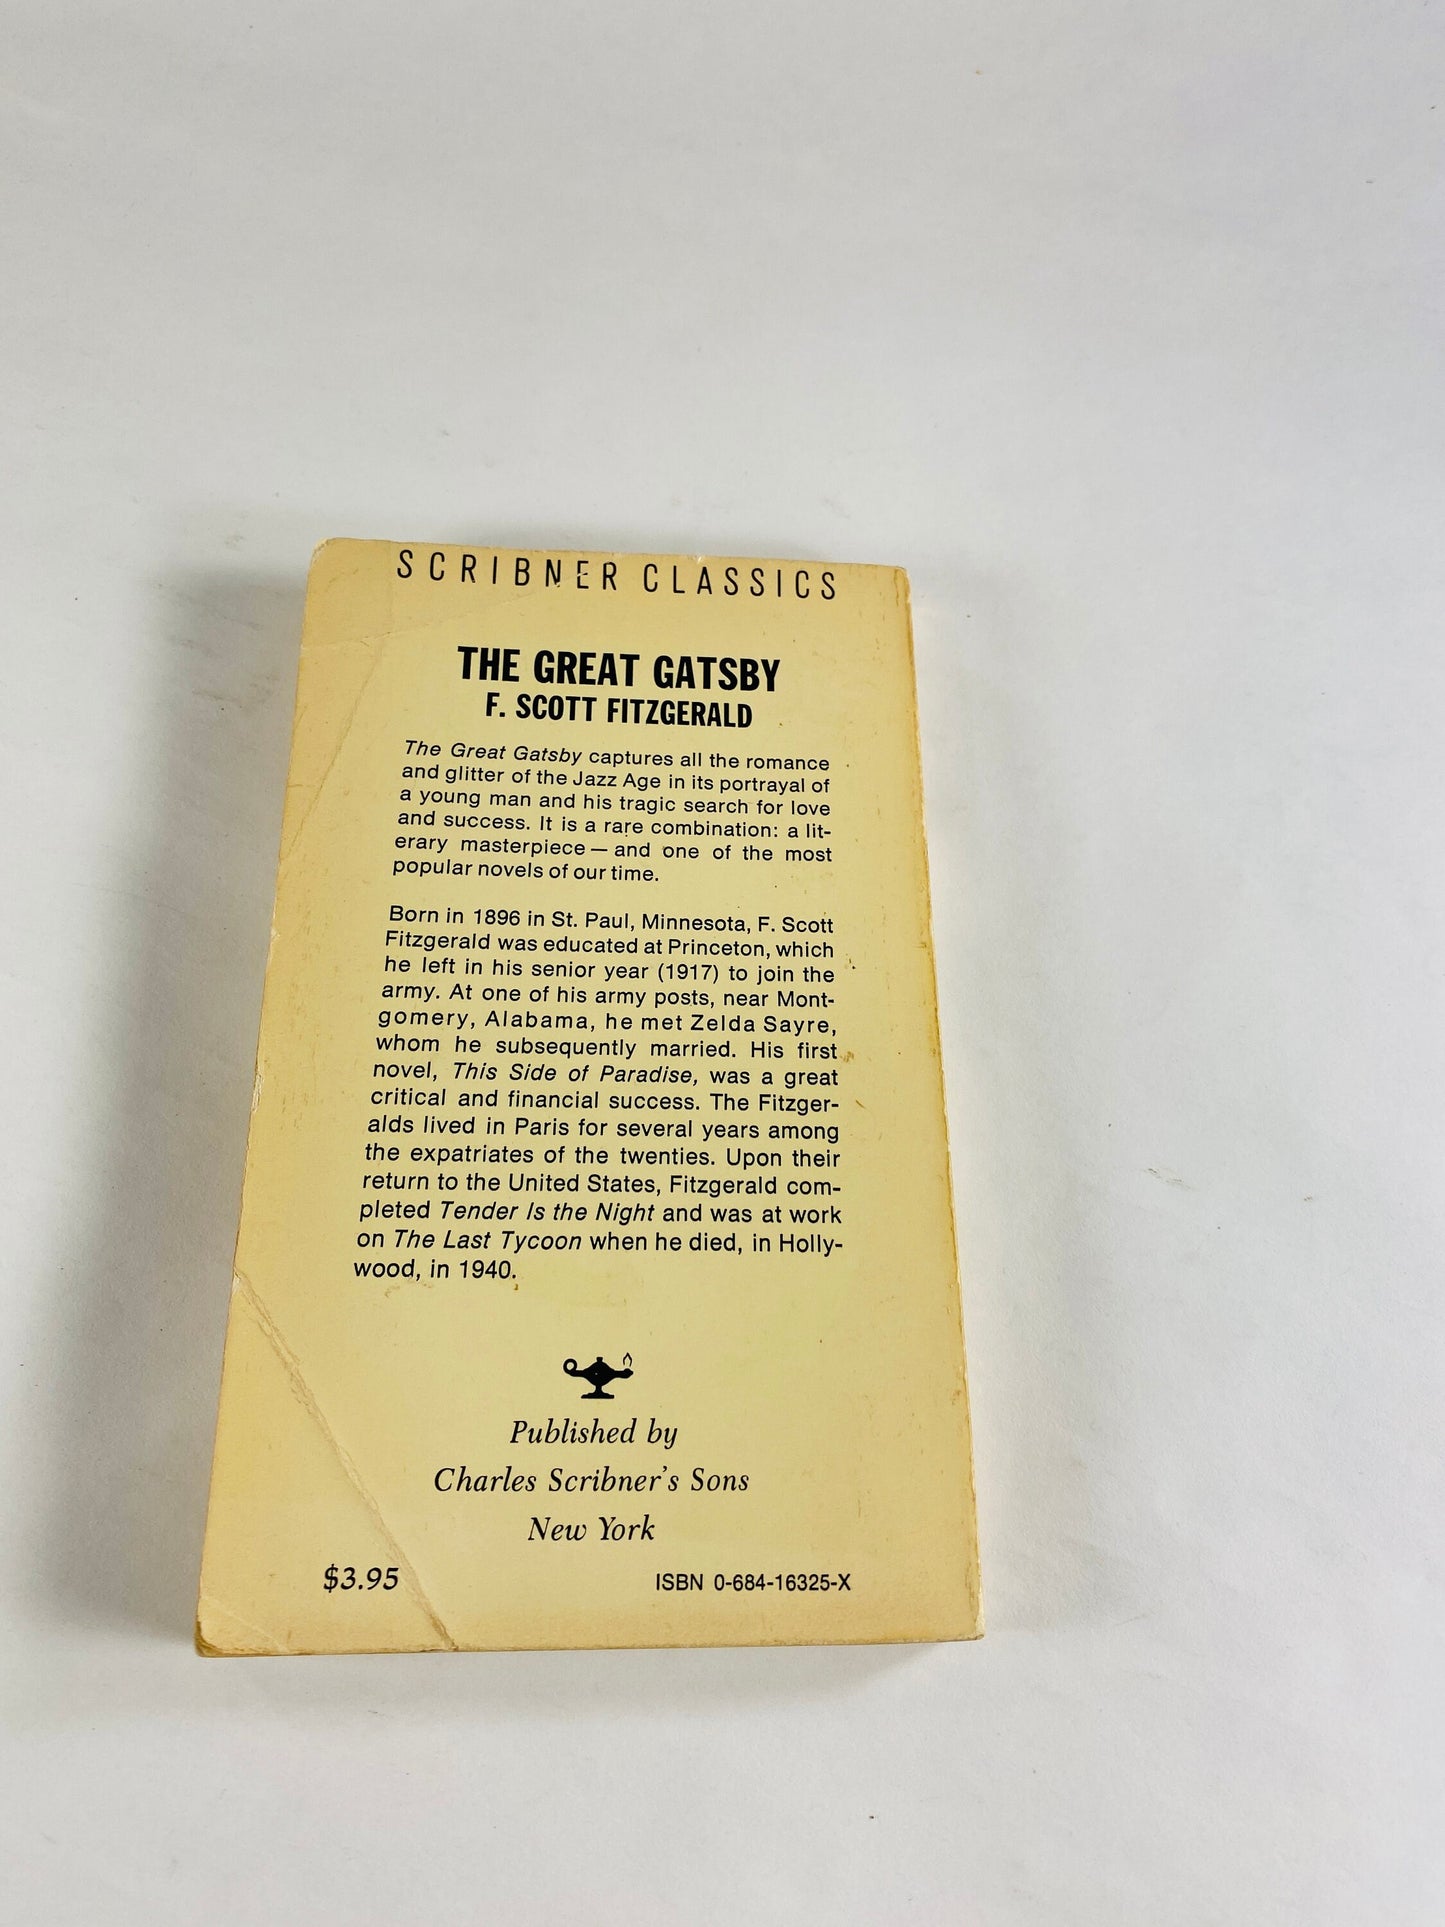 SCRIBNER CLASSICS
THE GREAT GATSBY
F. SCOTT FITZGERALD
The Great Gatsby captures all the romance
and glitter of the Jazz Age in its portrayal of
a young man and his tragic search for love
and success. It is a rare combination: a lit-
erary masterpiece — and one of the most
popular novels of our time.
Born in 1896 in St. Paul, Minnesota, F. Scott
Fitzgerald was educated at Princeton, which
he left in his senior year (1917) to join the
army. At one of his army posts, near Mont-
gomery, Alabama, he met Zelda Sayre,
whom he subsequently married. His first
novel, This Side of Paradise, was a great
critical and financial success. The Fitzger-
alds lived in Paris for several years among
the expatriates of the twenties. Upon their
return to the United States, Fitzgerald com-
pleted Tender Is the Night and was at work
on The Last Tycoon when he died, in Holly-
wood, in 1940.
Published by
Charles Scribner's Sons
New York
$3.95 ISBN 0-684-16325-X